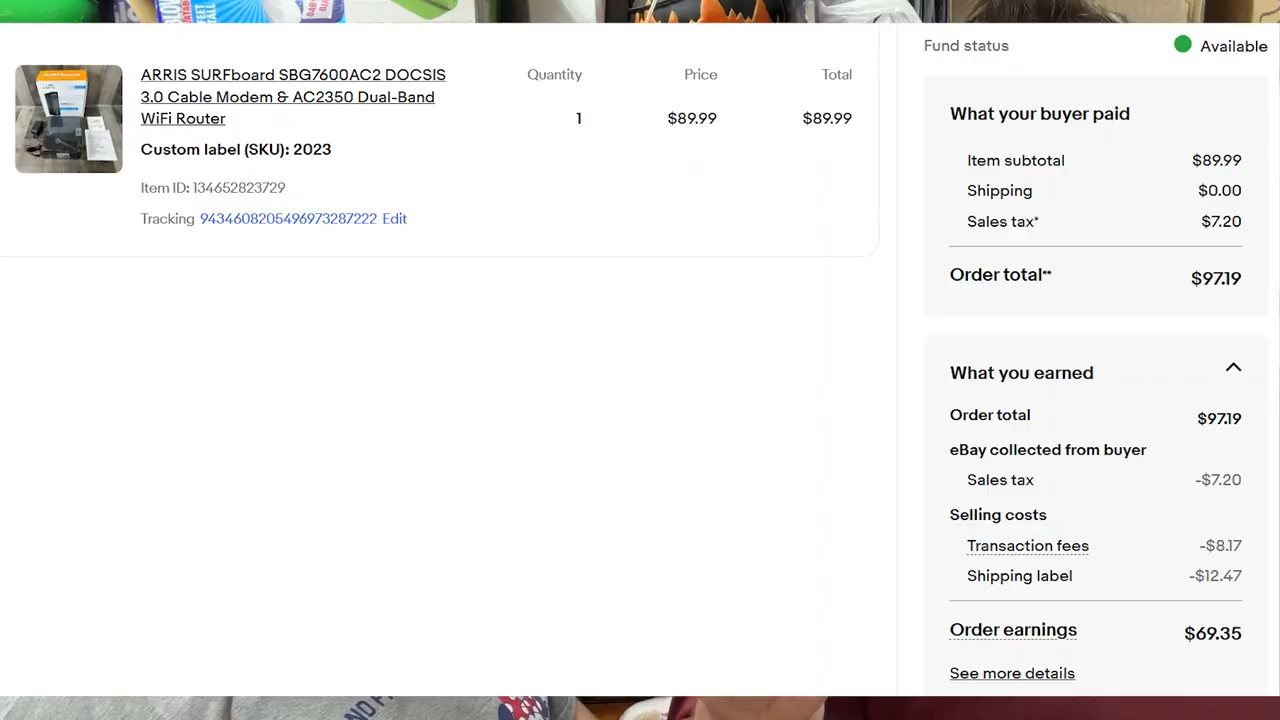 Quantity
Price
Total
ARRIS SURFboard SBG7600AC2 DOCSIS
3.0 Cable Modem & AC2350 Dual-Band
WiFi Router
1
$89.99
$89.99
Custom label (SKU): 2023
Item ID: 134652823729
Tracking 9434608205496973287222 Edit
Fund status
Available
What your buyer paid
Item subtotal $89.99
Shipping $0.00
Sales tax* $7.20
Order total** $97.19
What you earned
Order total $97.19
eBay collected from buyer
Sales tax -$7.20
Selling costs
Transaction fees -$8.17
Shipping label -$12.47
Order earnings $69.35
See more details